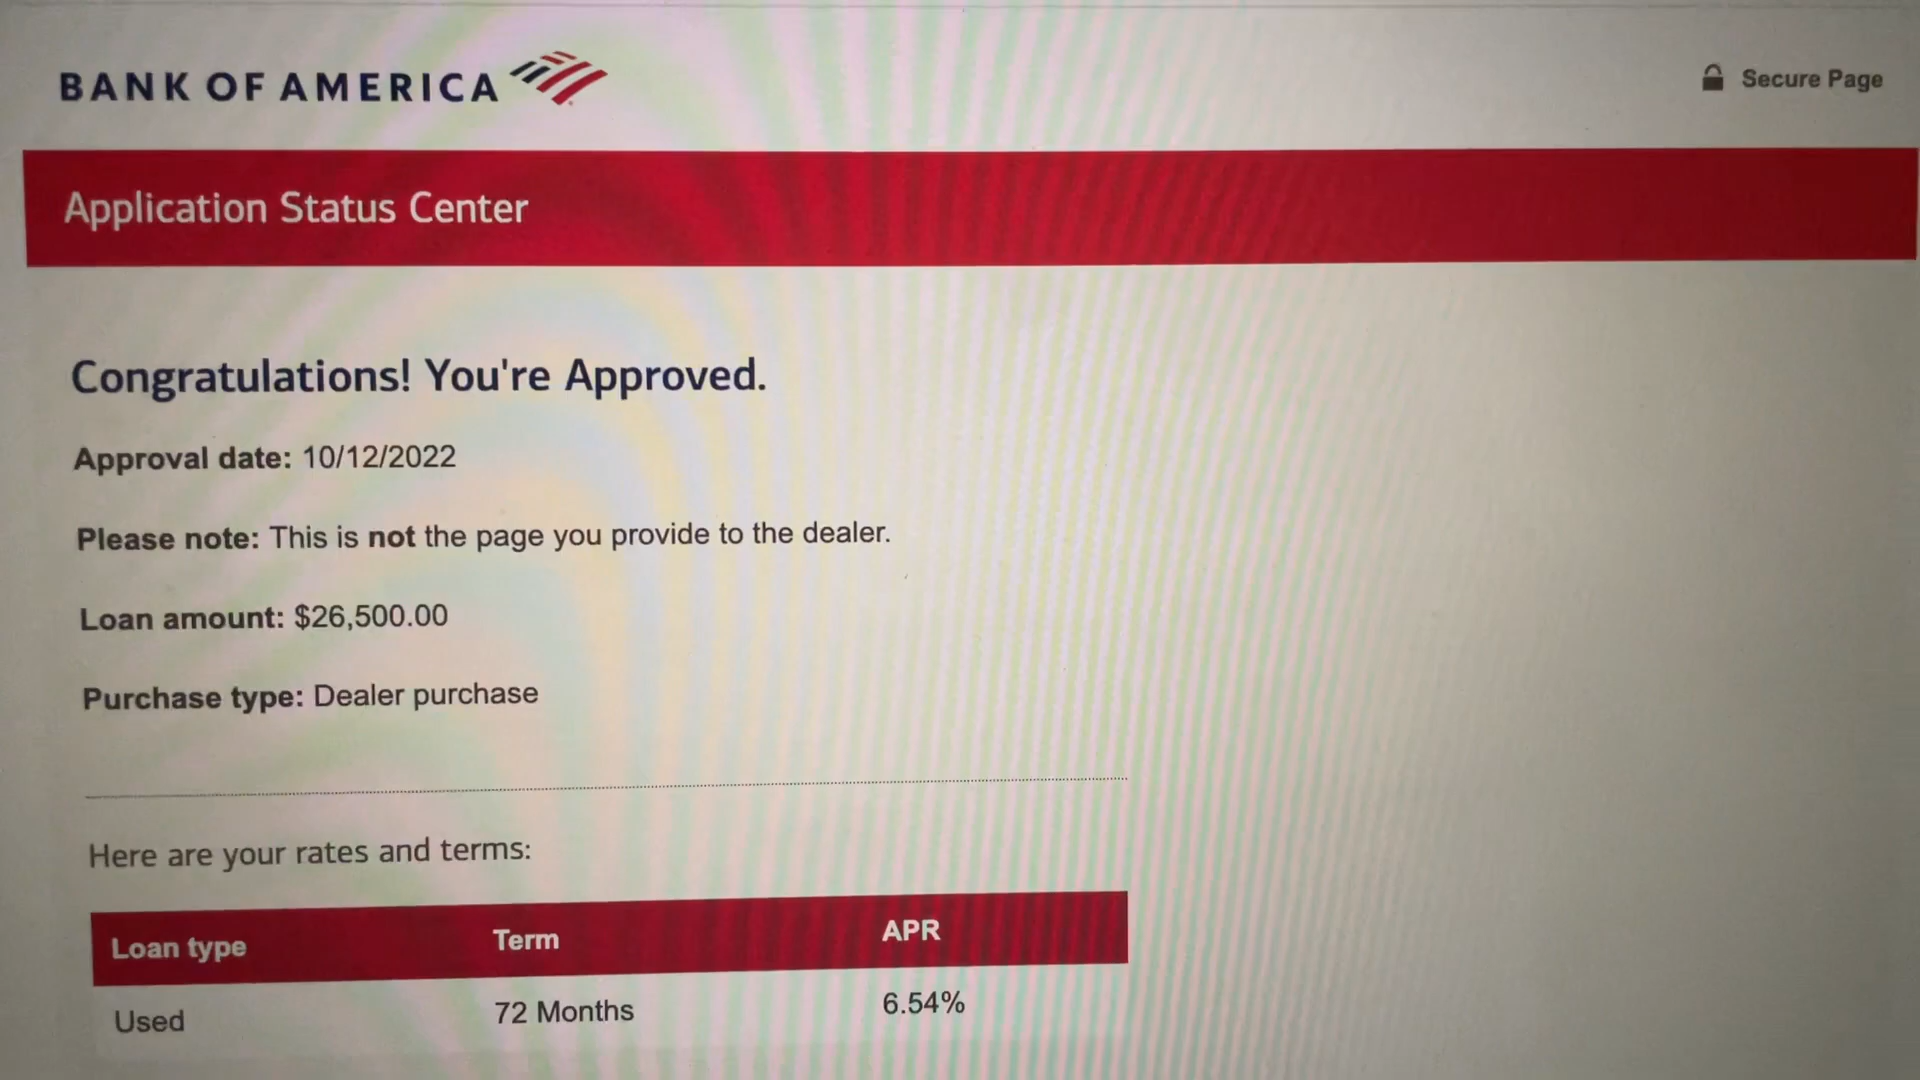 BANK OF AMERICA
Secure Page
Application Status Center
Congratulations! You're Approved.
Approval date: 10/12/2022
Please note: This is not the page you provide to the dealer.
Loan amount: $26,500.00
Purchase type: Dealer purchase
Here are your rates and terms:
Loan type Term APR
Used 72 Months 6.54%